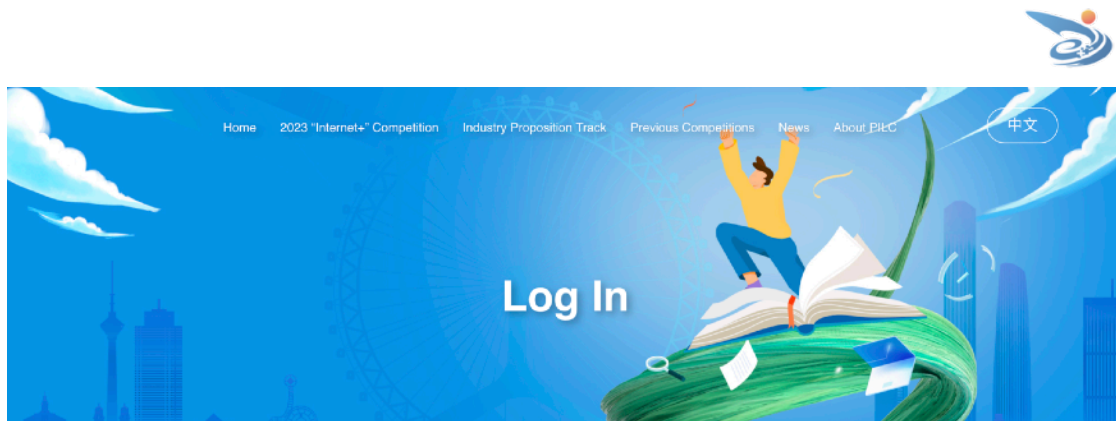 Home 2023 “Internet+” Competition Industry Proposition Track Previous Competitions News About PILC 中文
Log In